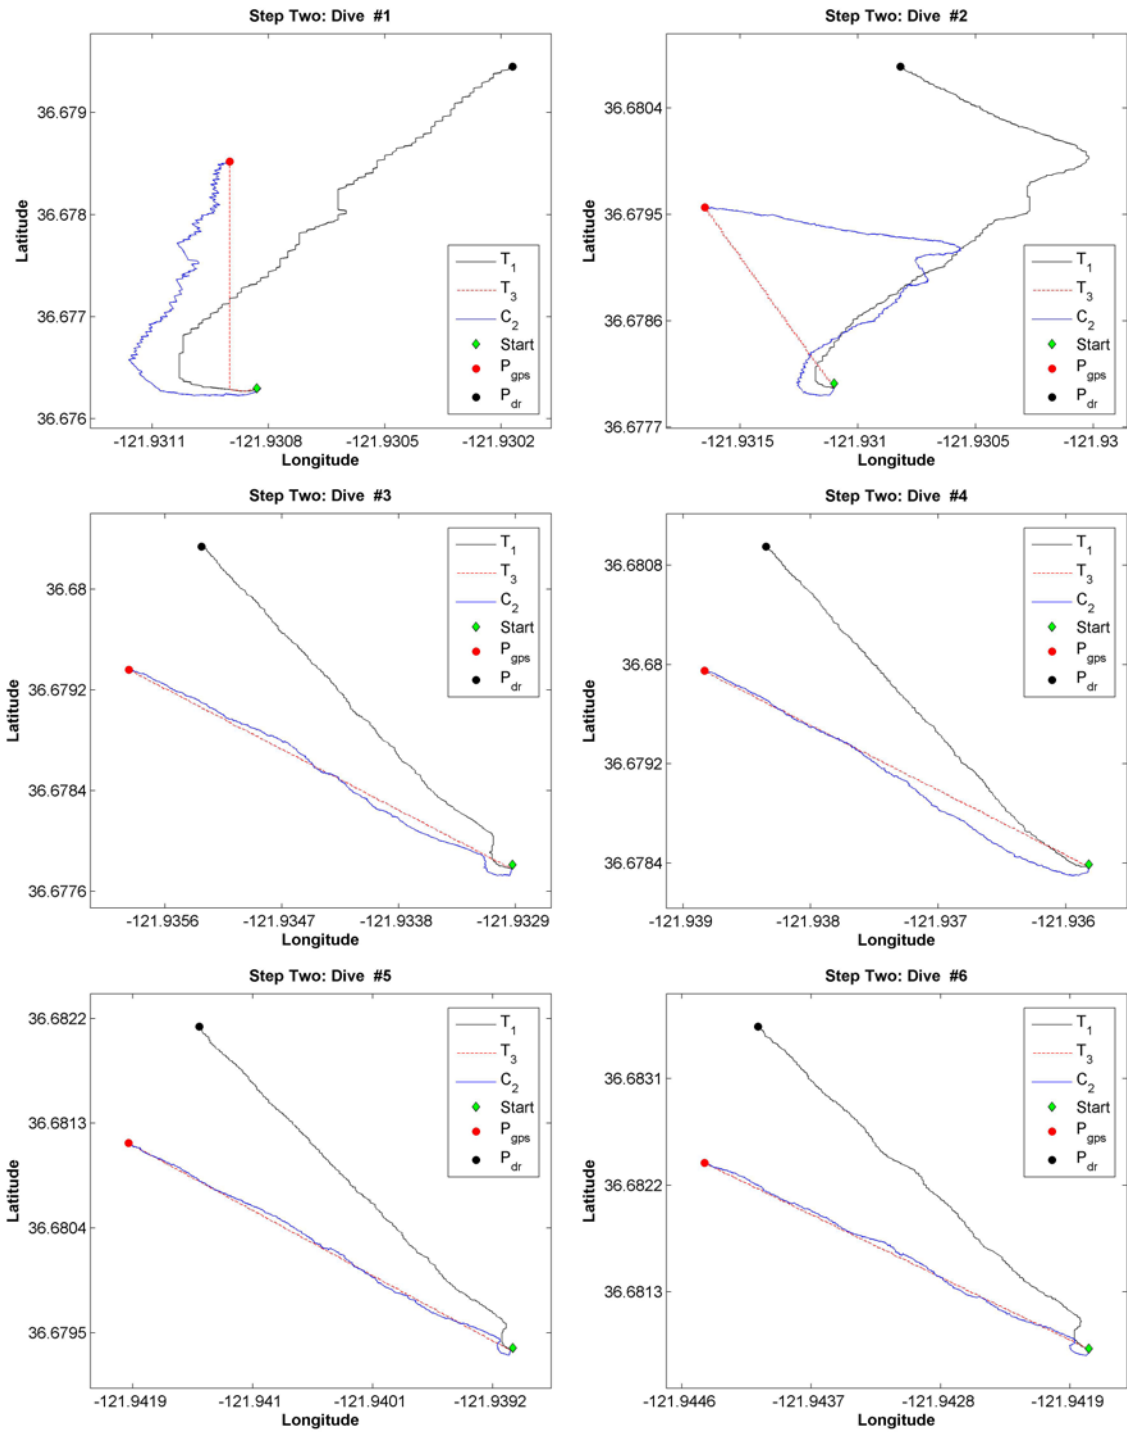 Step Two: Dive #1
36.679
36.678
36.677
36.676
Latitude
-121.9311 -121.9308 -121.9305 -121.9302
Longitude
T1
T3
C2
Start
Pgps
Pdr
Step Two: Dive #2
36.6804
36.6795
36.6786
36.6777
Latitude
-121.9315 -121.931 -121.9305 -121.93
Longitude
T1
T3
C2
Start
Pgps
Pdr
Step Two: Dive #3
36.68
36.6792
36.6784
36.6776
Latitude
-121.9356 -121.9347 -121.9338 -121.9329
Longitude
T1
T3
C2
Start
Pgps
Pdr
Step Two: Dive #4
36.6808
36.68
36.6792
36.6784
Latitude
-121.939 -121.938 -121.937 -121.936
Longitude
T1
T3
C2
Start
Pgps
Pdr
Step Two: Dive #5
36.6822
36.6813
36.6804
36.6795
Latitude
-121.9419 -121.941 -121.9401 -121.9392
Longitude
T1
T3
C2
Start
Pgps
Pdr
Step Two: Dive #6
36.6831
36.6822
36.6813
Latitude
-121.9446 -121.9437 -121.9428 -121.9419
Longitude
T1
T3
C2
Start
Pgps
Pdr